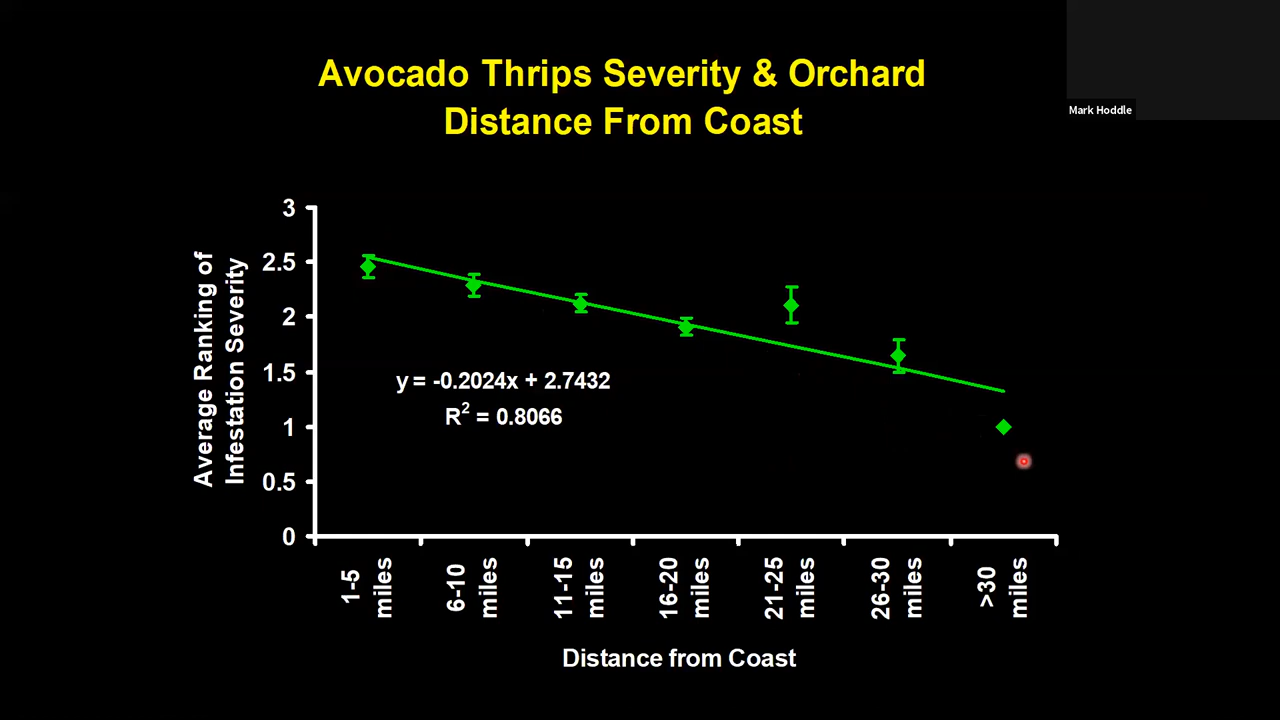 Avocado Thrips Severity & Orchard
Distance From Coast
Mark Hoddle
Average Ranking of
Infestation Severity
3
2.5
2
1.5
1
0.5
0
y = -0.2024x + 2.7432
R² = 0.8066
1-5
miles
6-10
miles
11-15
miles
16-20
miles
21-25
miles
26-30
miles
>30
miles
Distance from Coast